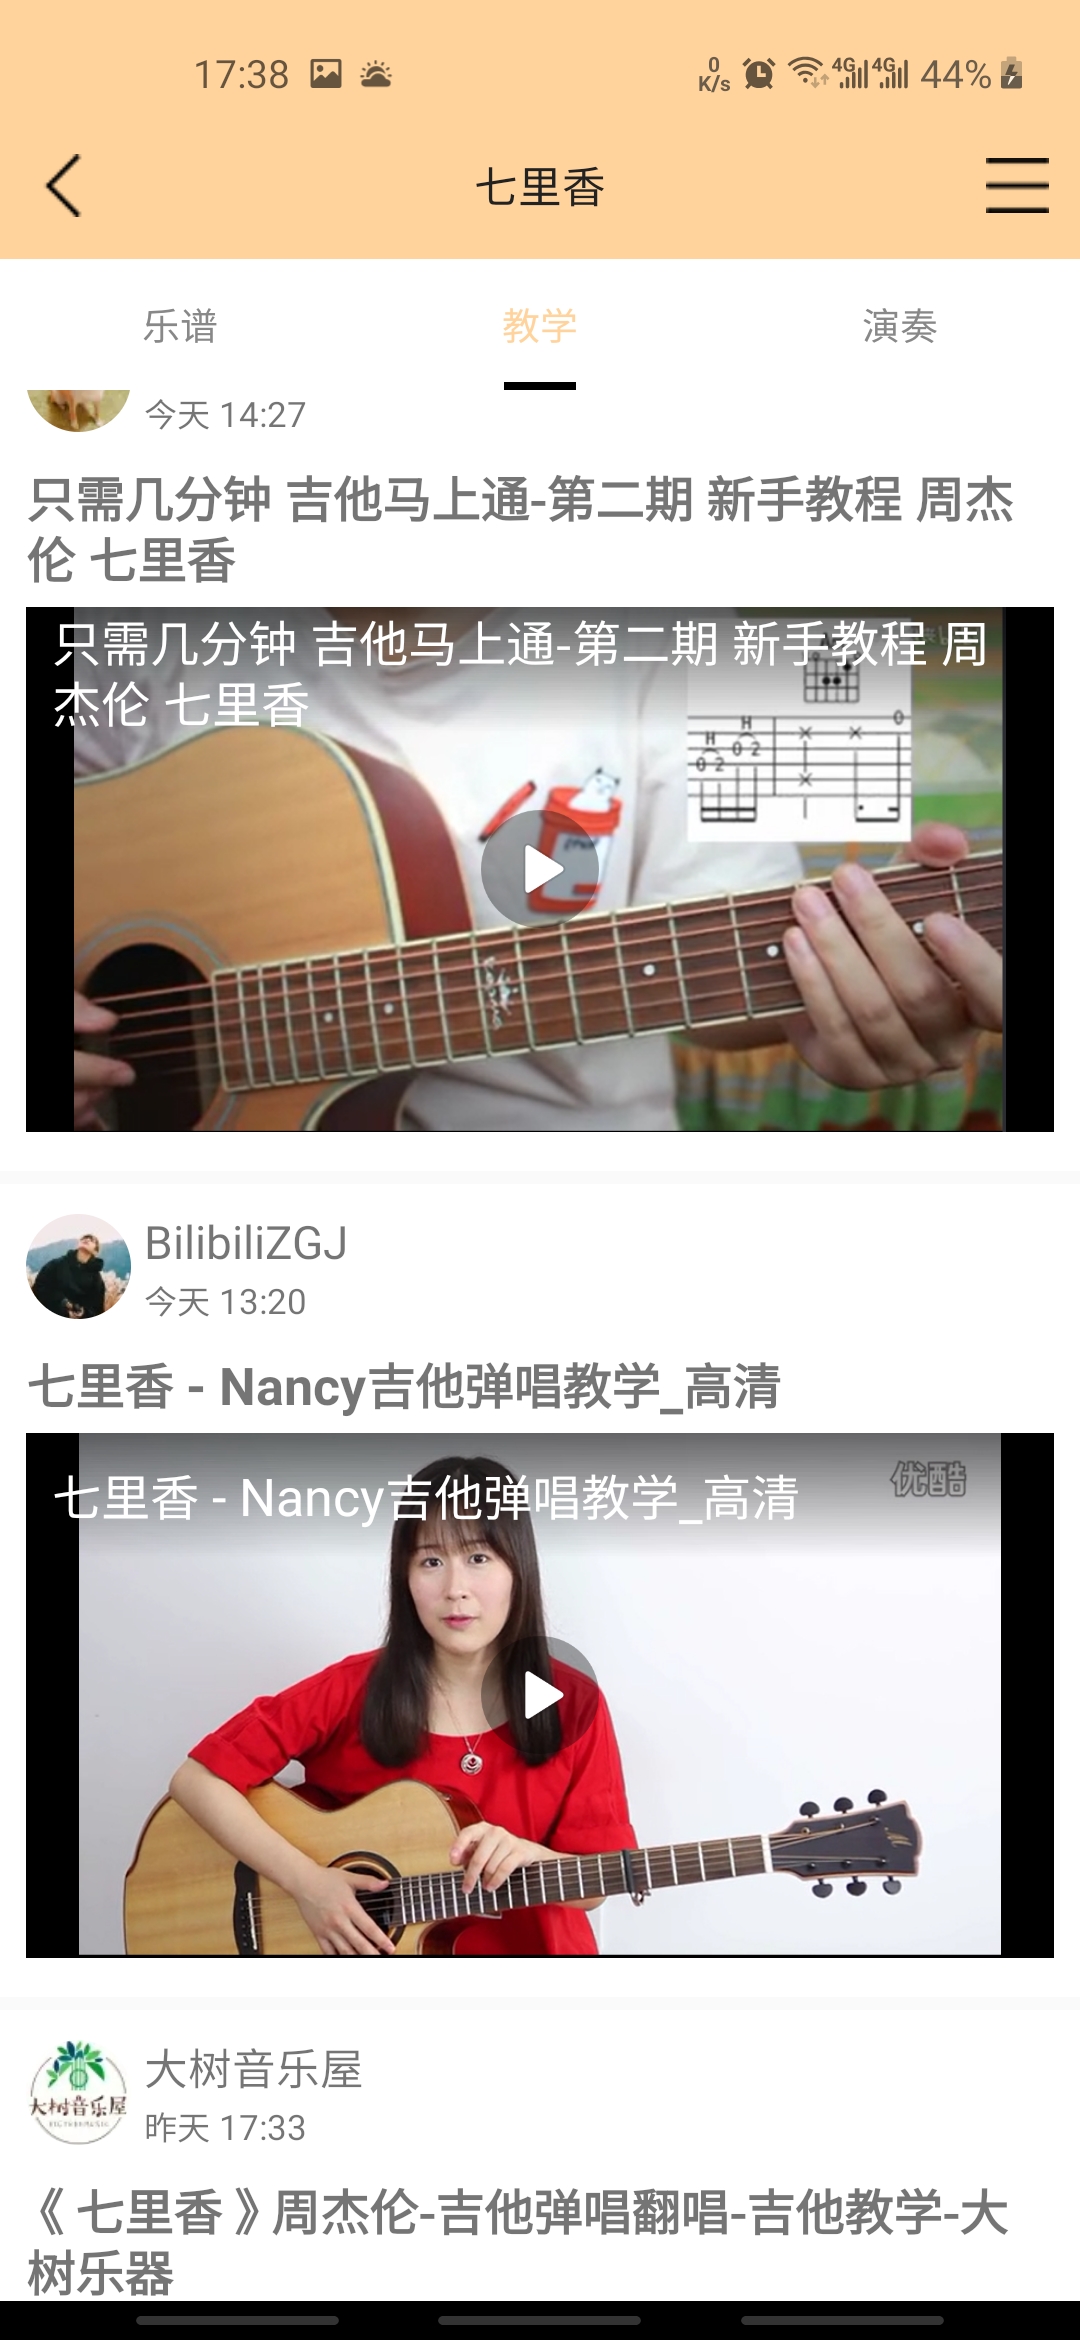 17:38
0 K/s 4G 4G 44%
七里香
乐谱 教学 演奏
今天 14:27
只需几分钟 吉他马上通-第二期 新手教程 周杰
伦 七里香
只需几分钟 吉他马上通-第二期 新手教程 周
杰伦 七里香
H H 0
0 2 0 2
BilibiliZGJ
今天 13:20
七里香 - Nancy吉他弹唱教学_高清
七里香 - Nancy吉他弹唱教学_高清
优酷
大树音乐屋
大树音乐屋
昨天 17:33
《 七里香 》周杰伦-吉他弹唱翻唱-吉他教学-大
树乐器